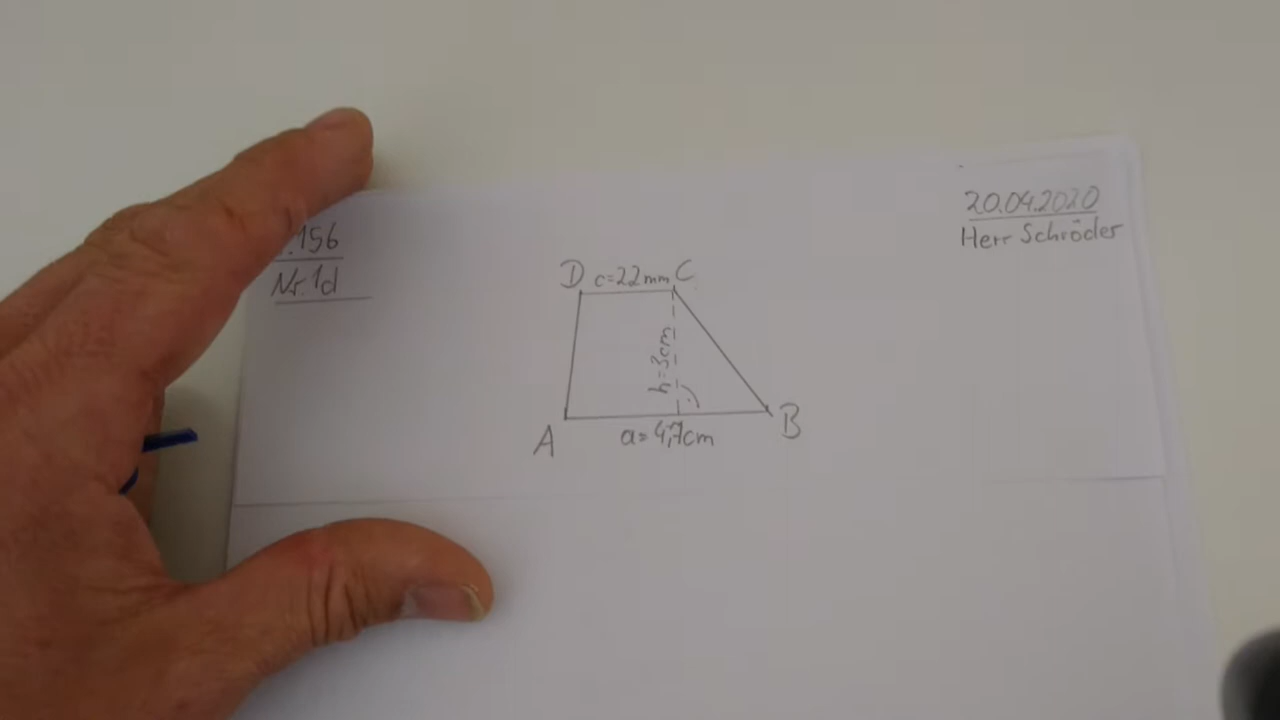 .156
Nr. 1d
20.04.2020
Herr Schröder
D c=22mm C
h=3cm
A a=4,7cm B